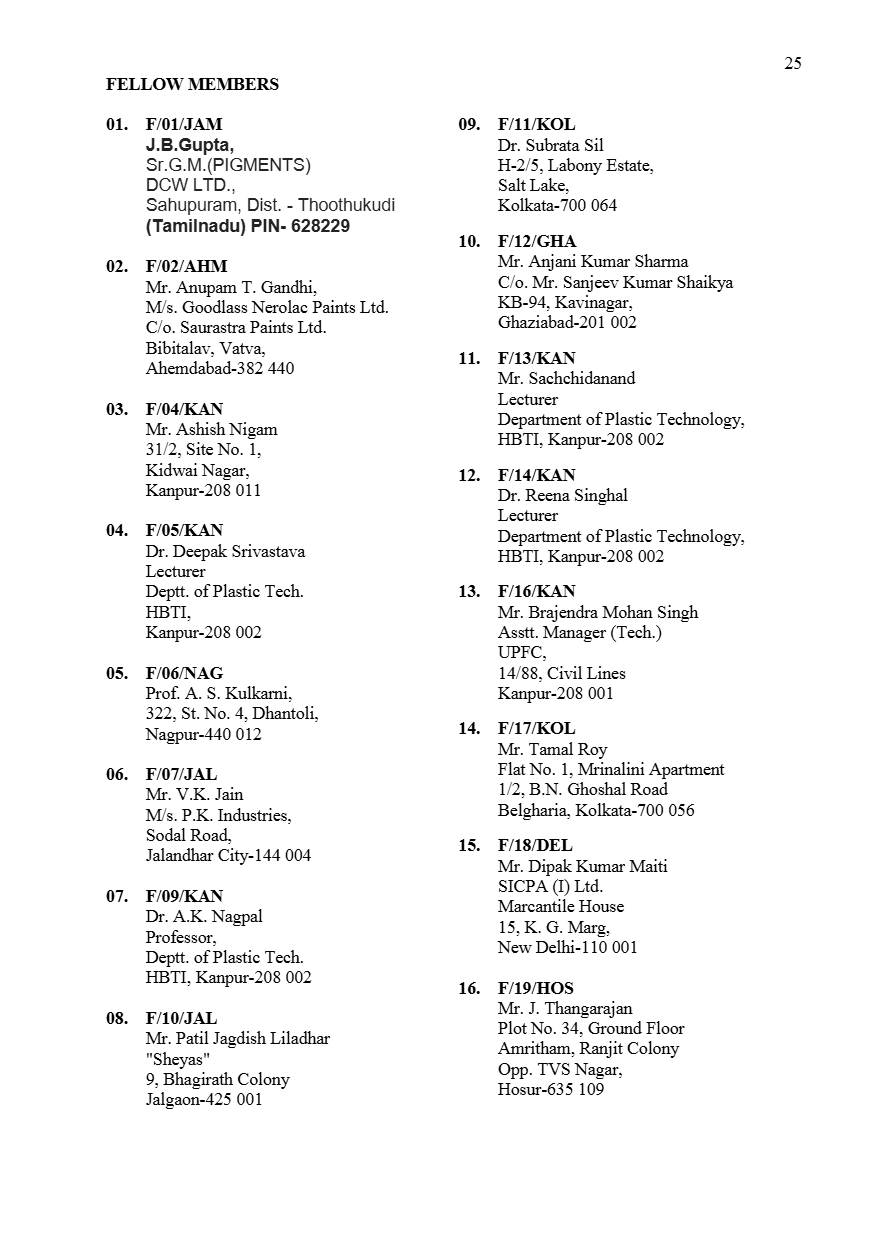 25
FELLOW MEMBERS
01. F/01/JAM
J.B.Gupta,
Sr.G.M.(PIGMENTS)
DCW LTD.,
Sahupuram, Dist. - Thoothukudi
(Tamilnadu) PIN- 628229
02. F/02/AHM
Mr. Anupam T. Gandhi,
M/s. Goodlass Nerolac Paints Ltd.
C/o. Saurastra Paints Ltd.
Bibitalav, Vatva,
Ahemdabad-382 440
03. F/04/KAN
Mr. Ashish Nigam
31/2, Site No. 1,
Kidwai Nagar,
Kanpur-208 011
04. F/05/KAN
Dr. Deepak Srivastava
Lecturer
Deptt. of Plastic Tech.
HBTI,
Kanpur-208 002
05. F/06/NAG
Prof. A. S. Kulkarni,
322, St. No. 4, Dhantoli,
Nagpur-440 012
06. F/07/JAL
Mr. V.K. Jain
M/s. P.K. Industries,
Sodal Road,
Jalandhar City-144 004
07. F/09/KAN
Dr. A.K. Nagpal
Professor,
Deptt. of Plastic Tech.
HBTI, Kanpur-208 002
08. F/10/JAL
Mr. Patil Jagdish Liladhar
"Sheyas"
9, Bhagirath Colony
Jalgaon-425 001
09. F/11/KOL
Dr. Subrata Sil
H-2/5, Labony Estate,
Salt Lake,
Kolkata-700 064
10. F/12/GHA
Mr. Anjani Kumar Sharma
C/o. Mr. Sanjeev Kumar Shaikya
KB-94, Kavinagar,
Ghaziabad-201 002
11. F/13/KAN
Mr. Sachchidanand
Lecturer
Department of Plastic Technology,
HBTI, Kanpur-208 002
12. F/14/KAN
Dr. Reena Singhal
Lecturer
Department of Plastic Technology,
HBTI, Kanpur-208 002
13. F/16/KAN
Mr. Brajendra Mohan Singh
Asstt. Manager (Tech.)
UPFC,
14/88, Civil Lines
Kanpur-208 001
14. F/17/KOL
Mr. Tamal Roy
Flat No. 1, Mrinalini Apartment
1/2, B.N. Ghoshal Road
Belgharia, Kolkata-700 056
15. F/18/DEL
Mr. Dipak Kumar Maiti
SICPA (I) Ltd.
Marcantile House
15, K. G. Marg,
New Delhi-110 001
16. F/19/HOS
Mr. J. Thangarajan
Plot No. 34, Ground Floor
Amritham, Ranjit Colony
Opp. TVS Nagar,
Hosur-635 109